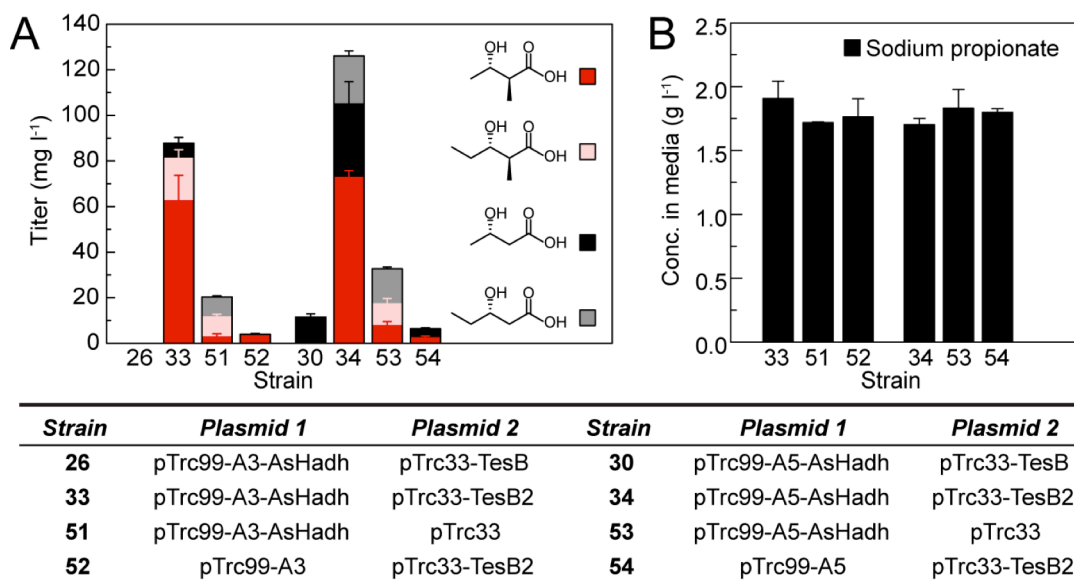 A
140
120
100
80
60
40
20
0
Titer (mg l-1)
26 33 51 52 30 34 53 54
Strain
OH O
OH
OH O
OH
OH O
OH
OH O
OH
B
2.5
2.0
1.5
1.0
0.5
0.0
Conc. in media (g l-1)
Sodium propionate
33 51 52 34 53 54
Strain
Strain Plasmid 1 Plasmid 2 Strain Plasmid 1 Plasmid 2
26 pTrc99-A3-AsHadh pTrc33-TesB 30 pTrc99-A5-AsHadh pTrc33-TesB
33 pTrc99-A3-AsHadh pTrc33-TesB2 34 pTrc99-A5-AsHadh pTrc33-TesB2
51 pTrc99-A3-AsHadh pTrc33 53 pTrc99-A5-AsHadh pTrc33
52 pTrc99-A3 pTrc33-TesB2 54 pTrc99-A5 pTrc33-TesB2